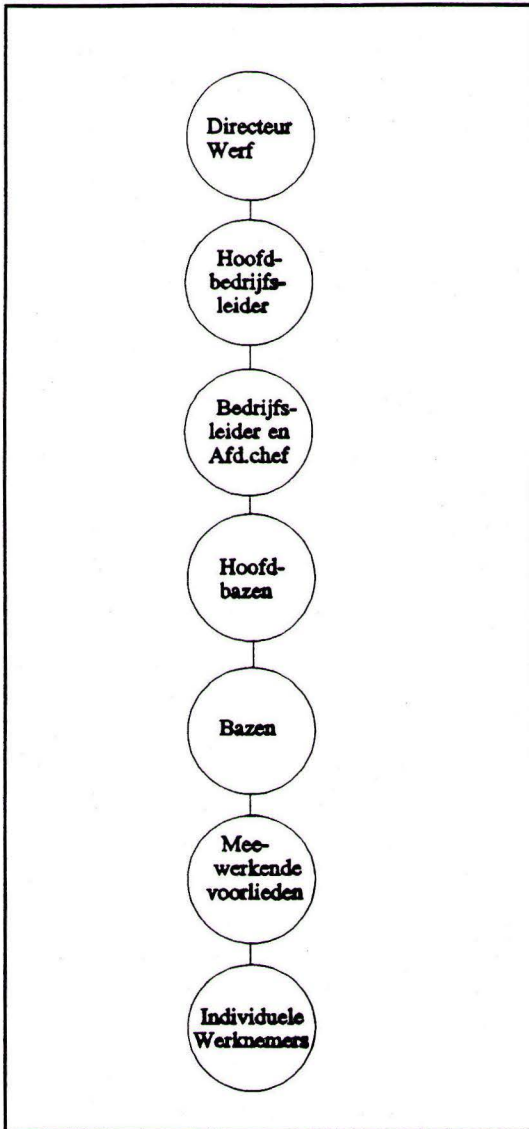 Directeur
Werf
Hoofd-
bedrijfs-
leider
Bedrijfs-
leider en
Afd.chef
Hoofd-
bazen
Bazen
Mee-
werkende
voorlieden
Individuele
Werknemers